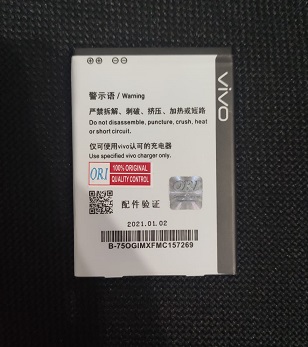 vivo
警示语 / Warning
严禁拆解、刺破、挤压、加热或短路
Do not disassemble, puncture, crush, heat
or short circuit.
仅可使用vivo认可的充电器
Use specified vivo charger only.
ORI 100% ORIGINAL
QUALITY CONTROL
ORI
配件验证
2021.01.02
B-75OGIMXFMC157269